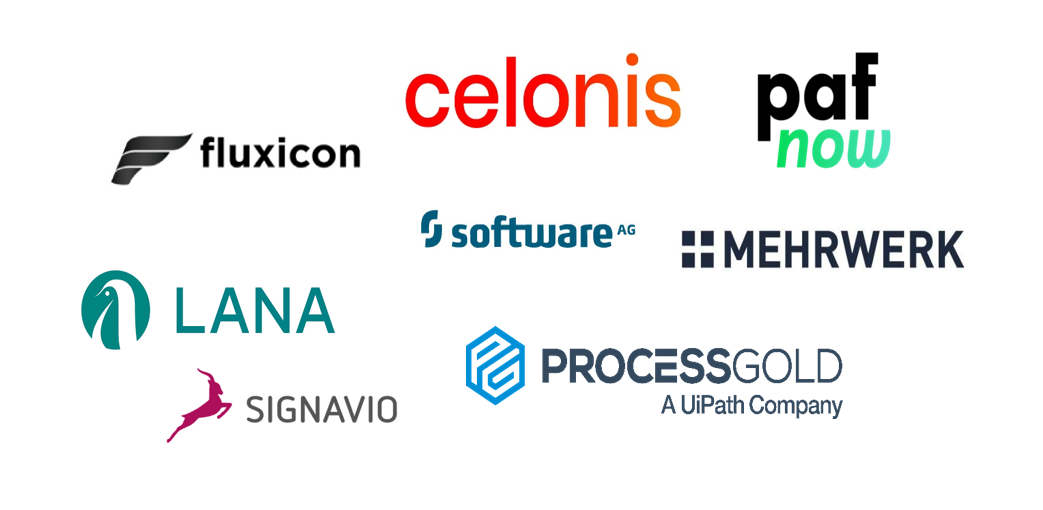 celonis
paf
now
fluxicon
software AG
MEHRWERK
LANA
PROCESSGOLD
A UiPath Company
SIGNAVIO